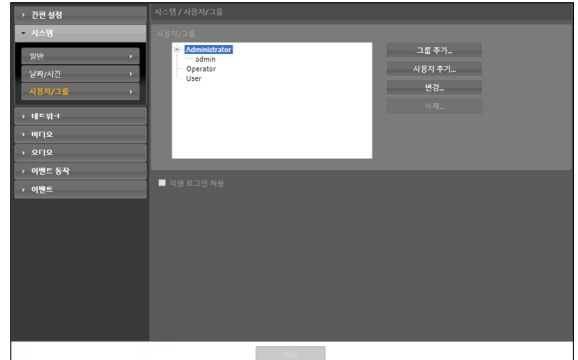 간편 설정
시스템
일반
날짜/시간
사용자/그룹
네트워크
비디오
오디오
이벤트 동작
이벤트
시스템 / 사용자/그룹
사용자/그룹
Administrator
admin
Operator
User
그룹 추가...
사용자 추가...
변경...
삭제...
익명 로그인 허용
저장